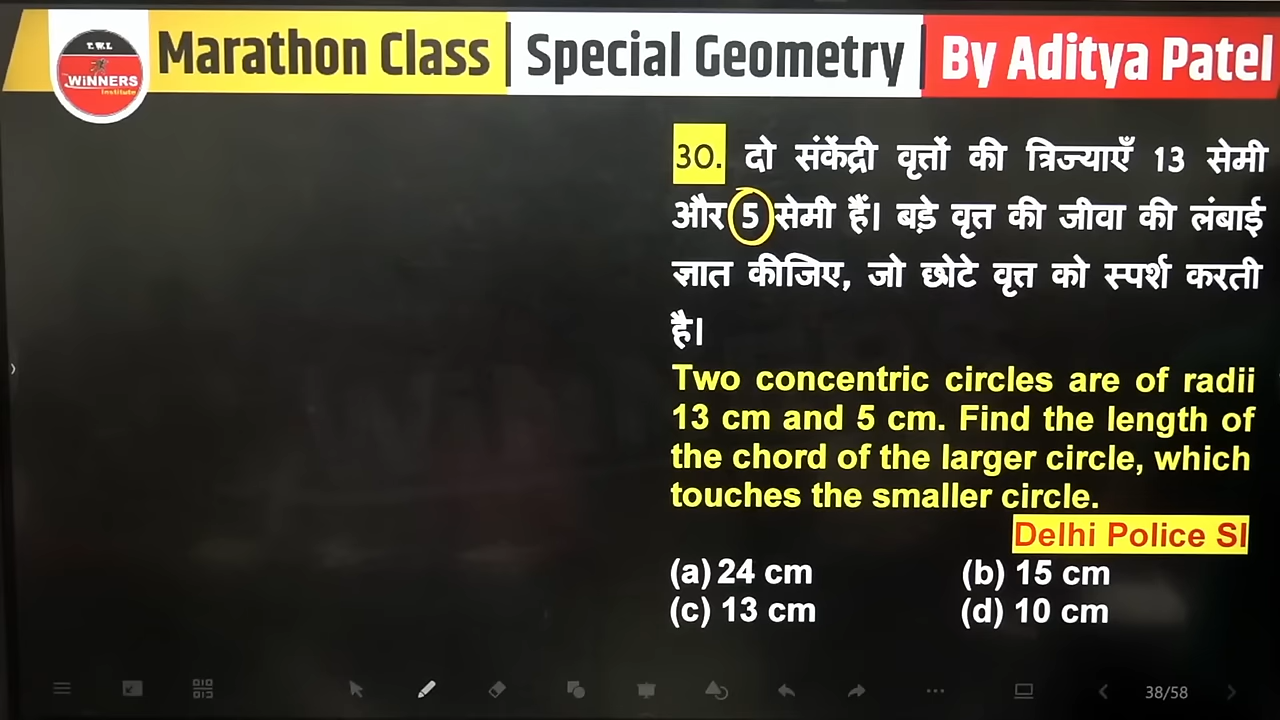 T.W.I.
WINNERS
Institute
Marathon Class | Special Geometry By Aditya Patel
30. दो संकेंद्री वृत्तों की त्रिज्याएँ 13 सेमी
और 5 सेमी हैं। बड़े वृत्त की जीवा की लंबाई
ज्ञात कीजिए, जो छोटे वृत्त को स्पर्श करती
है।
Two concentric circles are of radii
13 cm and 5 cm. Find the length of
the chord of the larger circle, which
touches the smaller circle.
Delhi Police SI
(a) 24 cm (b) 15 cm
(c) 13 cm (d) 10 cm
38/58